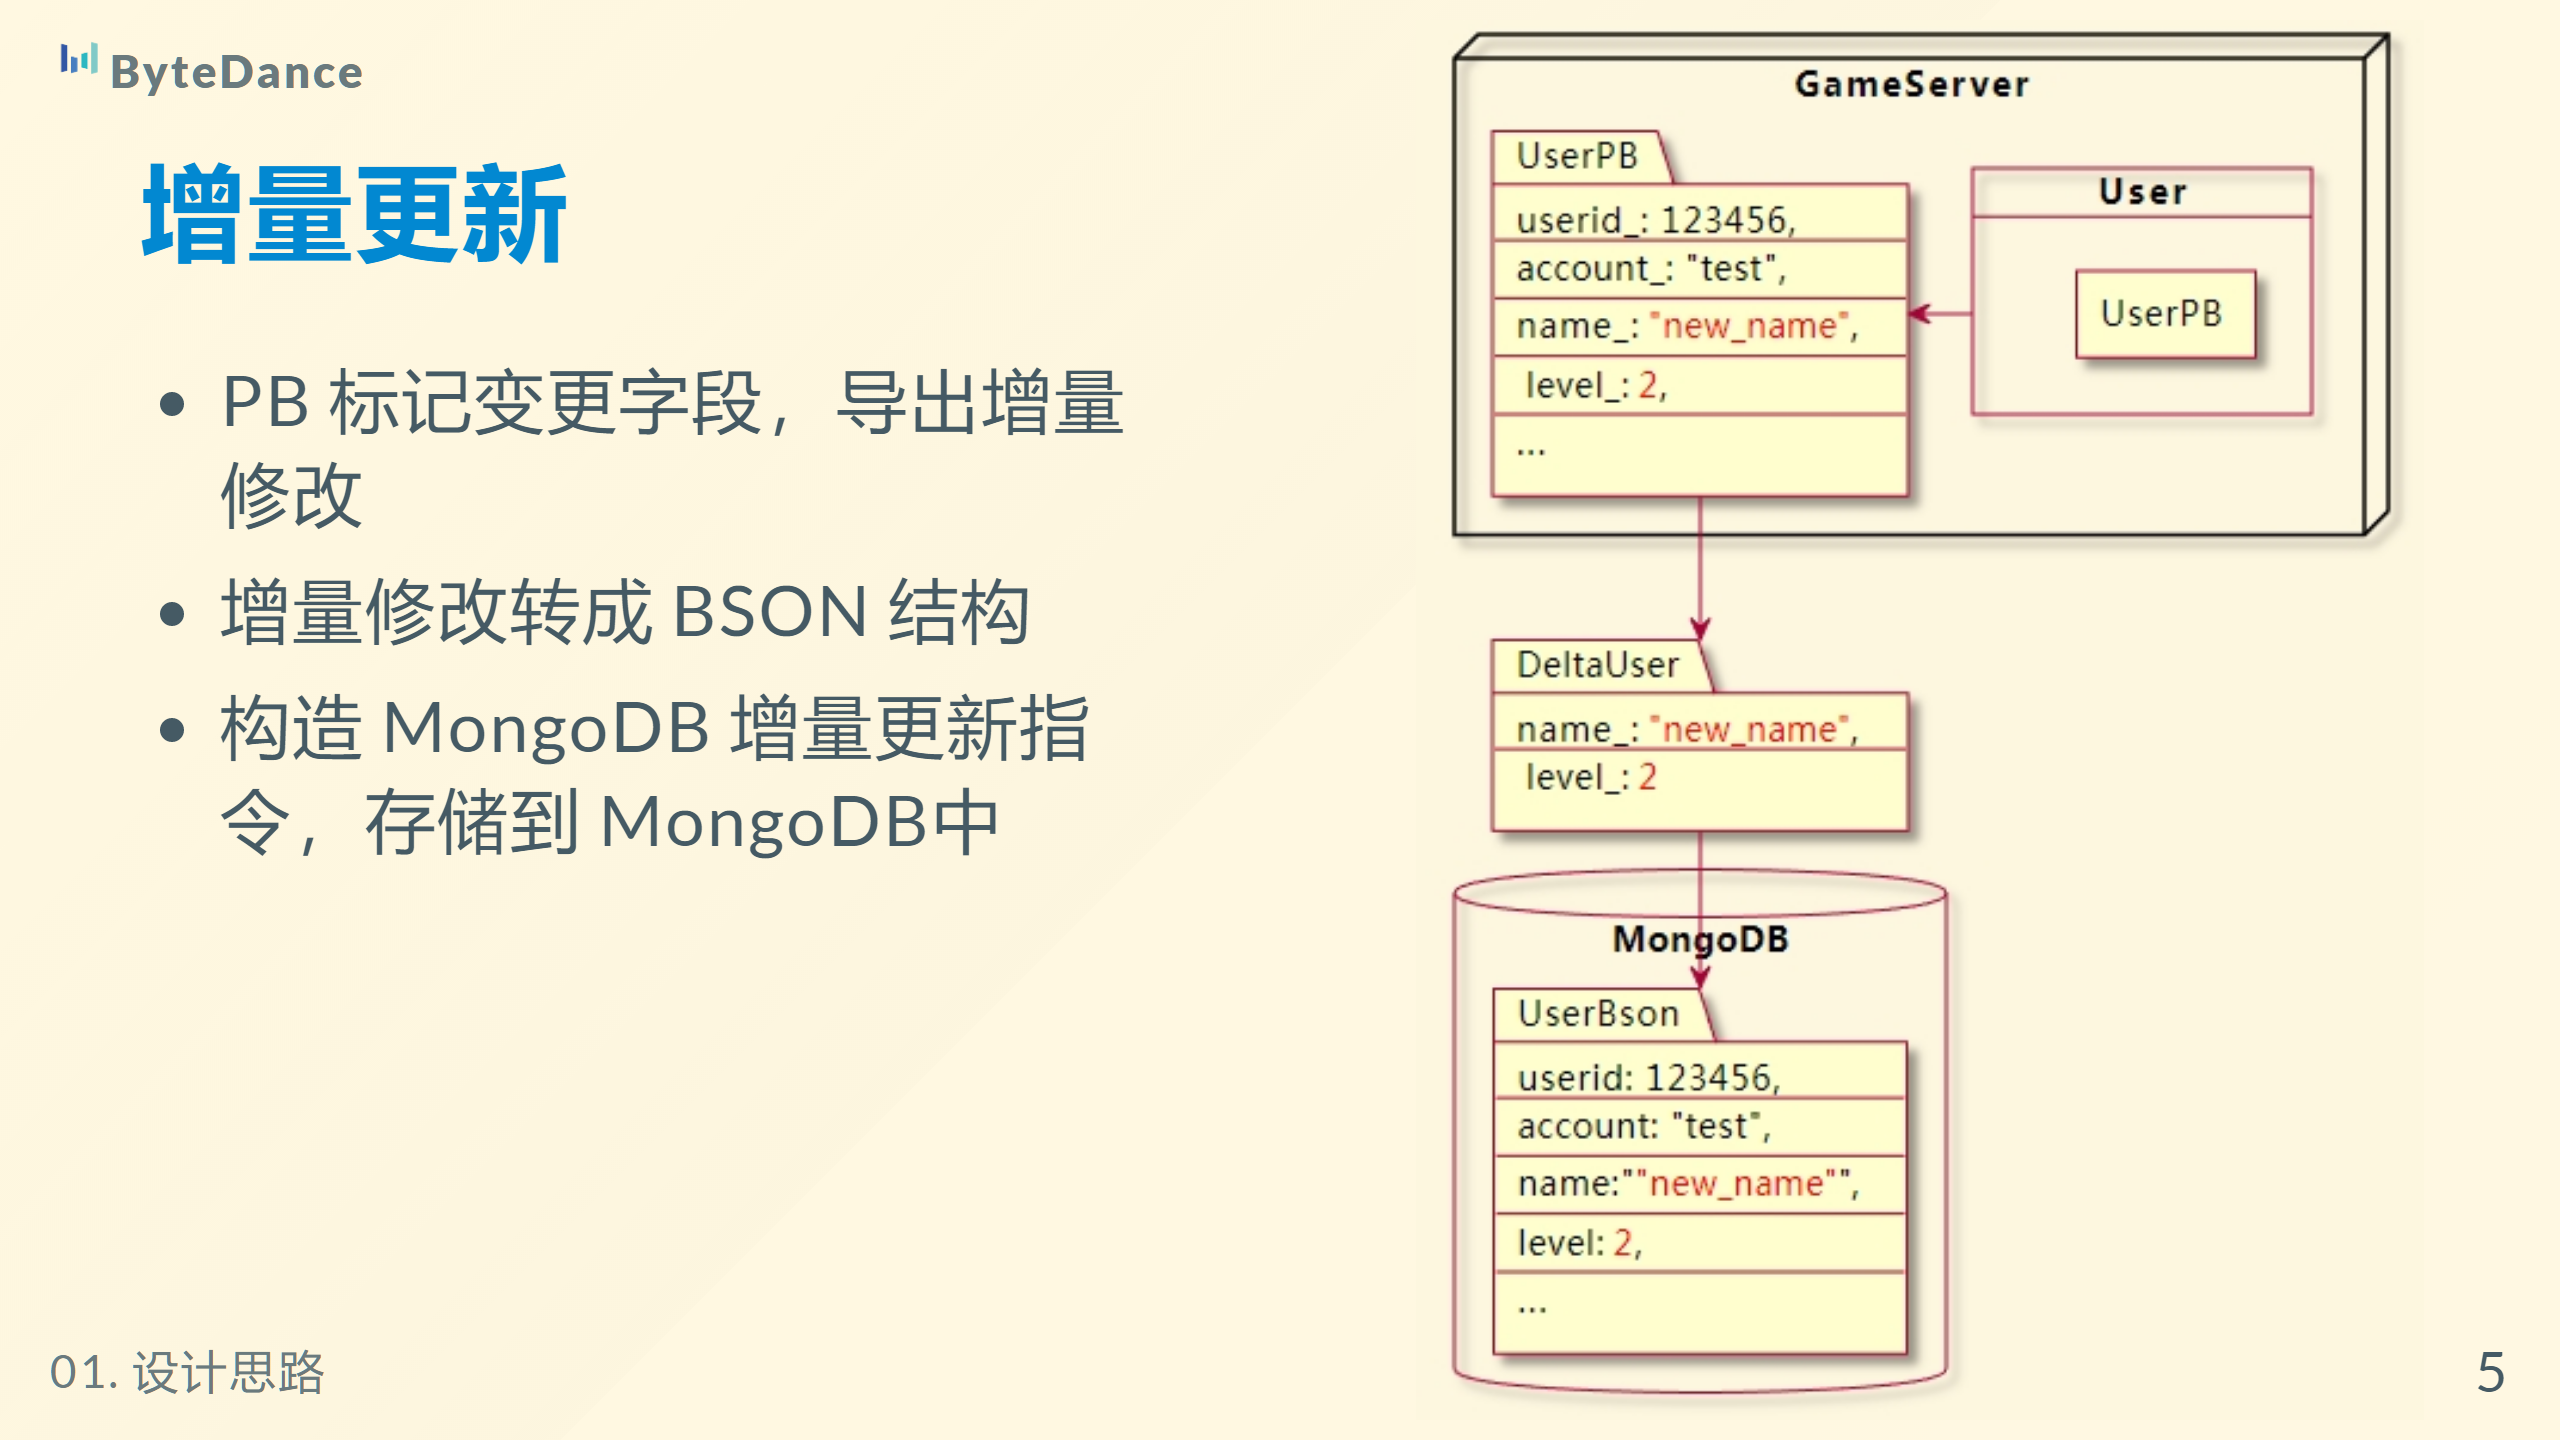 ByteDance
增量更新
• PB 标记变更字段，导出增量
修改
• 增量修改转成 BSON 结构
• 构造 MongoDB 增量更新指
令，存储到 MongoDB中
GameServer
UserPB
userid_: 123456,
account_: "test",
name_: "new_name",
level_: 2,
...
User
UserPB
DeltaUser
name_: "new_name",
level_: 2
MongoDB
UserBson
userid: 123456,
account: "test",
name:""new_name"",
level: 2,
...
01. 设计思路
5